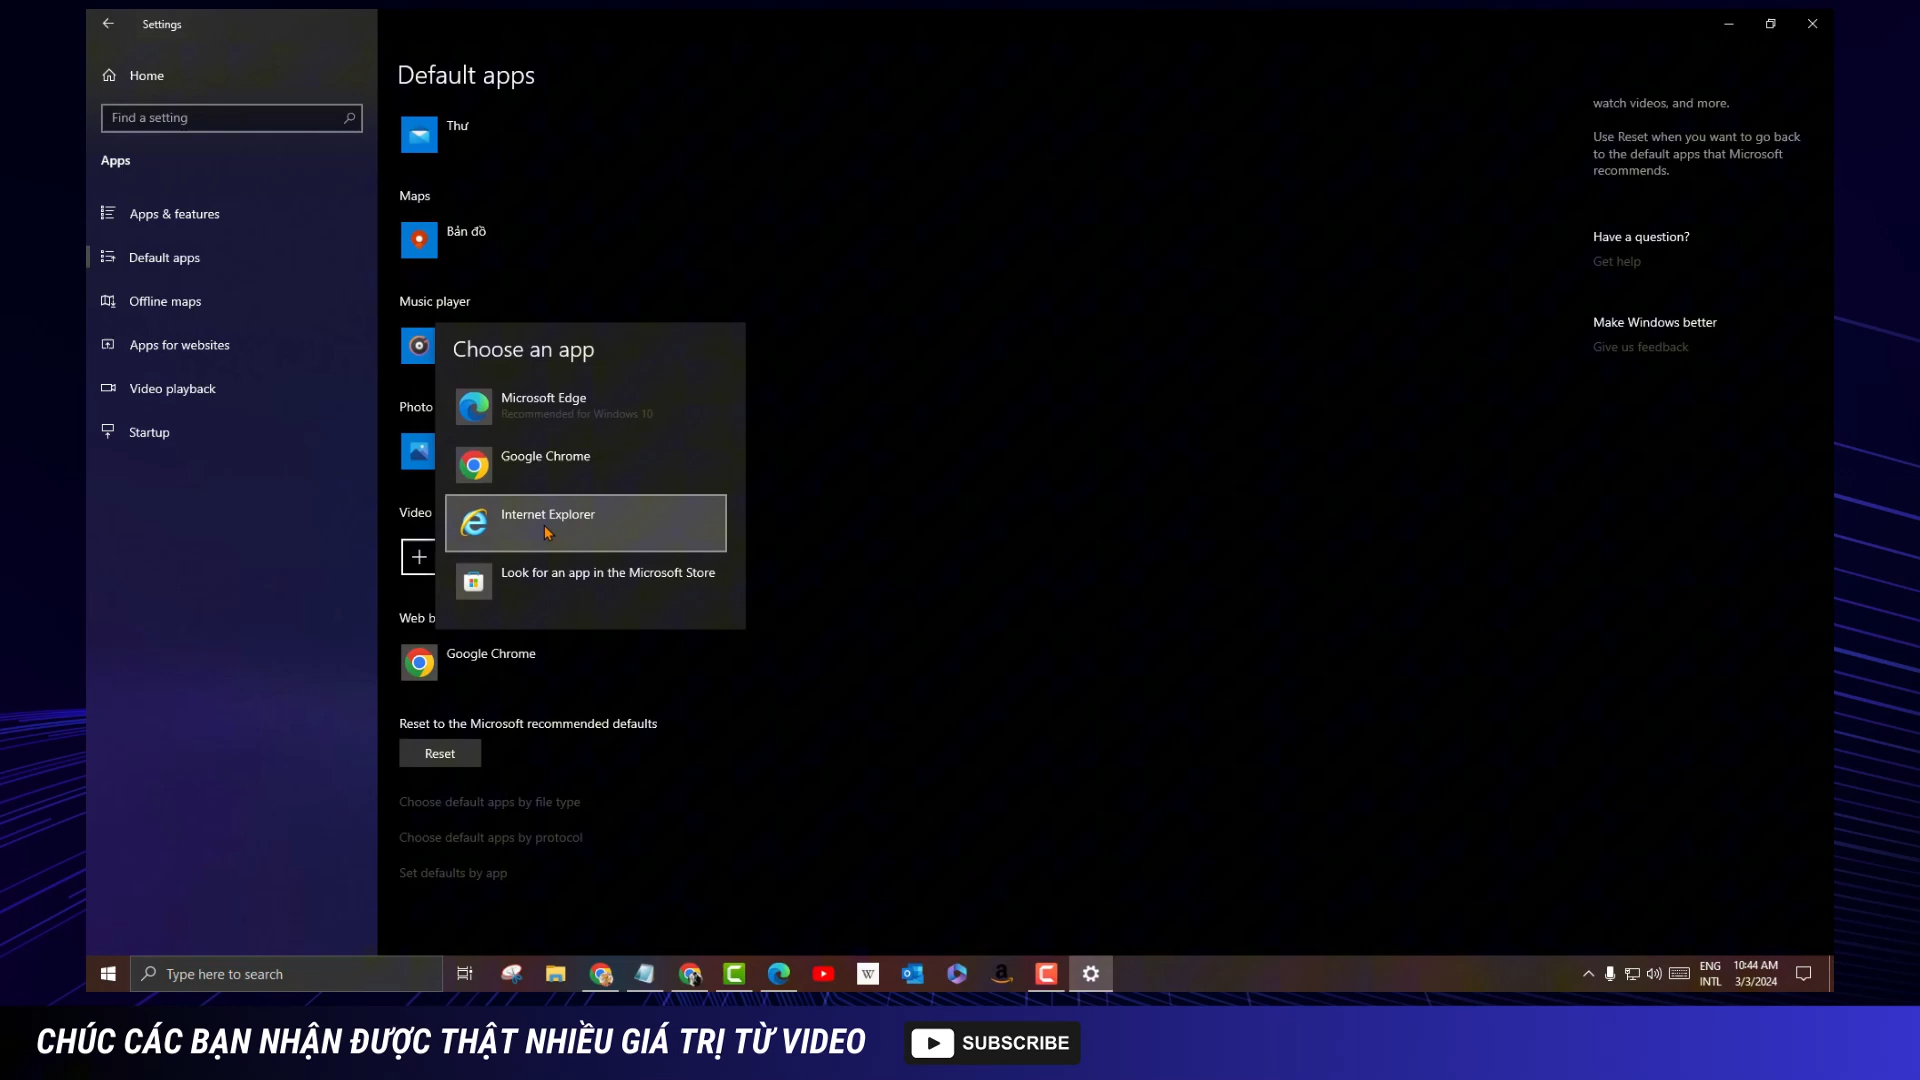 Settings
Home
Find a setting
Apps
Apps & features
Default apps
Offline maps
Apps for websites
Video playback
Startup
Default apps
Thư
Maps
Bản đồ
Music player
Photo
Video
Web b
Choose an app
Microsoft Edge
Recommended for Windows 10
Google Chrome
Internet Explorer
Look for an app in the Microsoft Store
Google Chrome
Reset to the Microsoft recommended defaults
Reset
Choose default apps by file type
Choose default apps by protocol
Set defaults by app
watch videos, and more.
Use Reset when you want to go back
to the default apps that Microsoft
recommends.
Have a question?
Get help
Make Windows better
Give us feedback
Type here to search
W
a
ENG
INTL
10:44 AM
3/3/2024
CHÚC CÁC BẠN NHẬN ĐƯỢC THẬT NHIỀU GIÁ TRỊ TỪ VIDEO
SUBSCRIBE